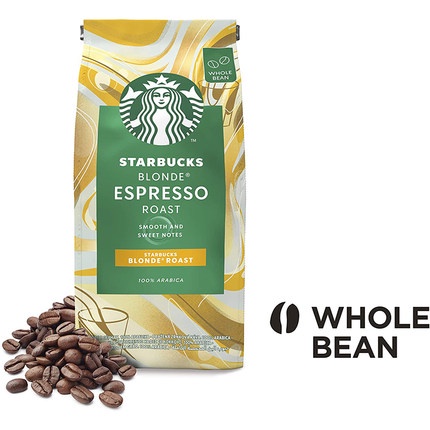 WHOLE
BEAN
STARBUCKS
BLONDE®
ESPRESSO
ROAST
SMOOTH AND
SWEET NOTES
STARBUCKS
BLONDE® ROAST
100% ARABICA
WHOLE
BEAN